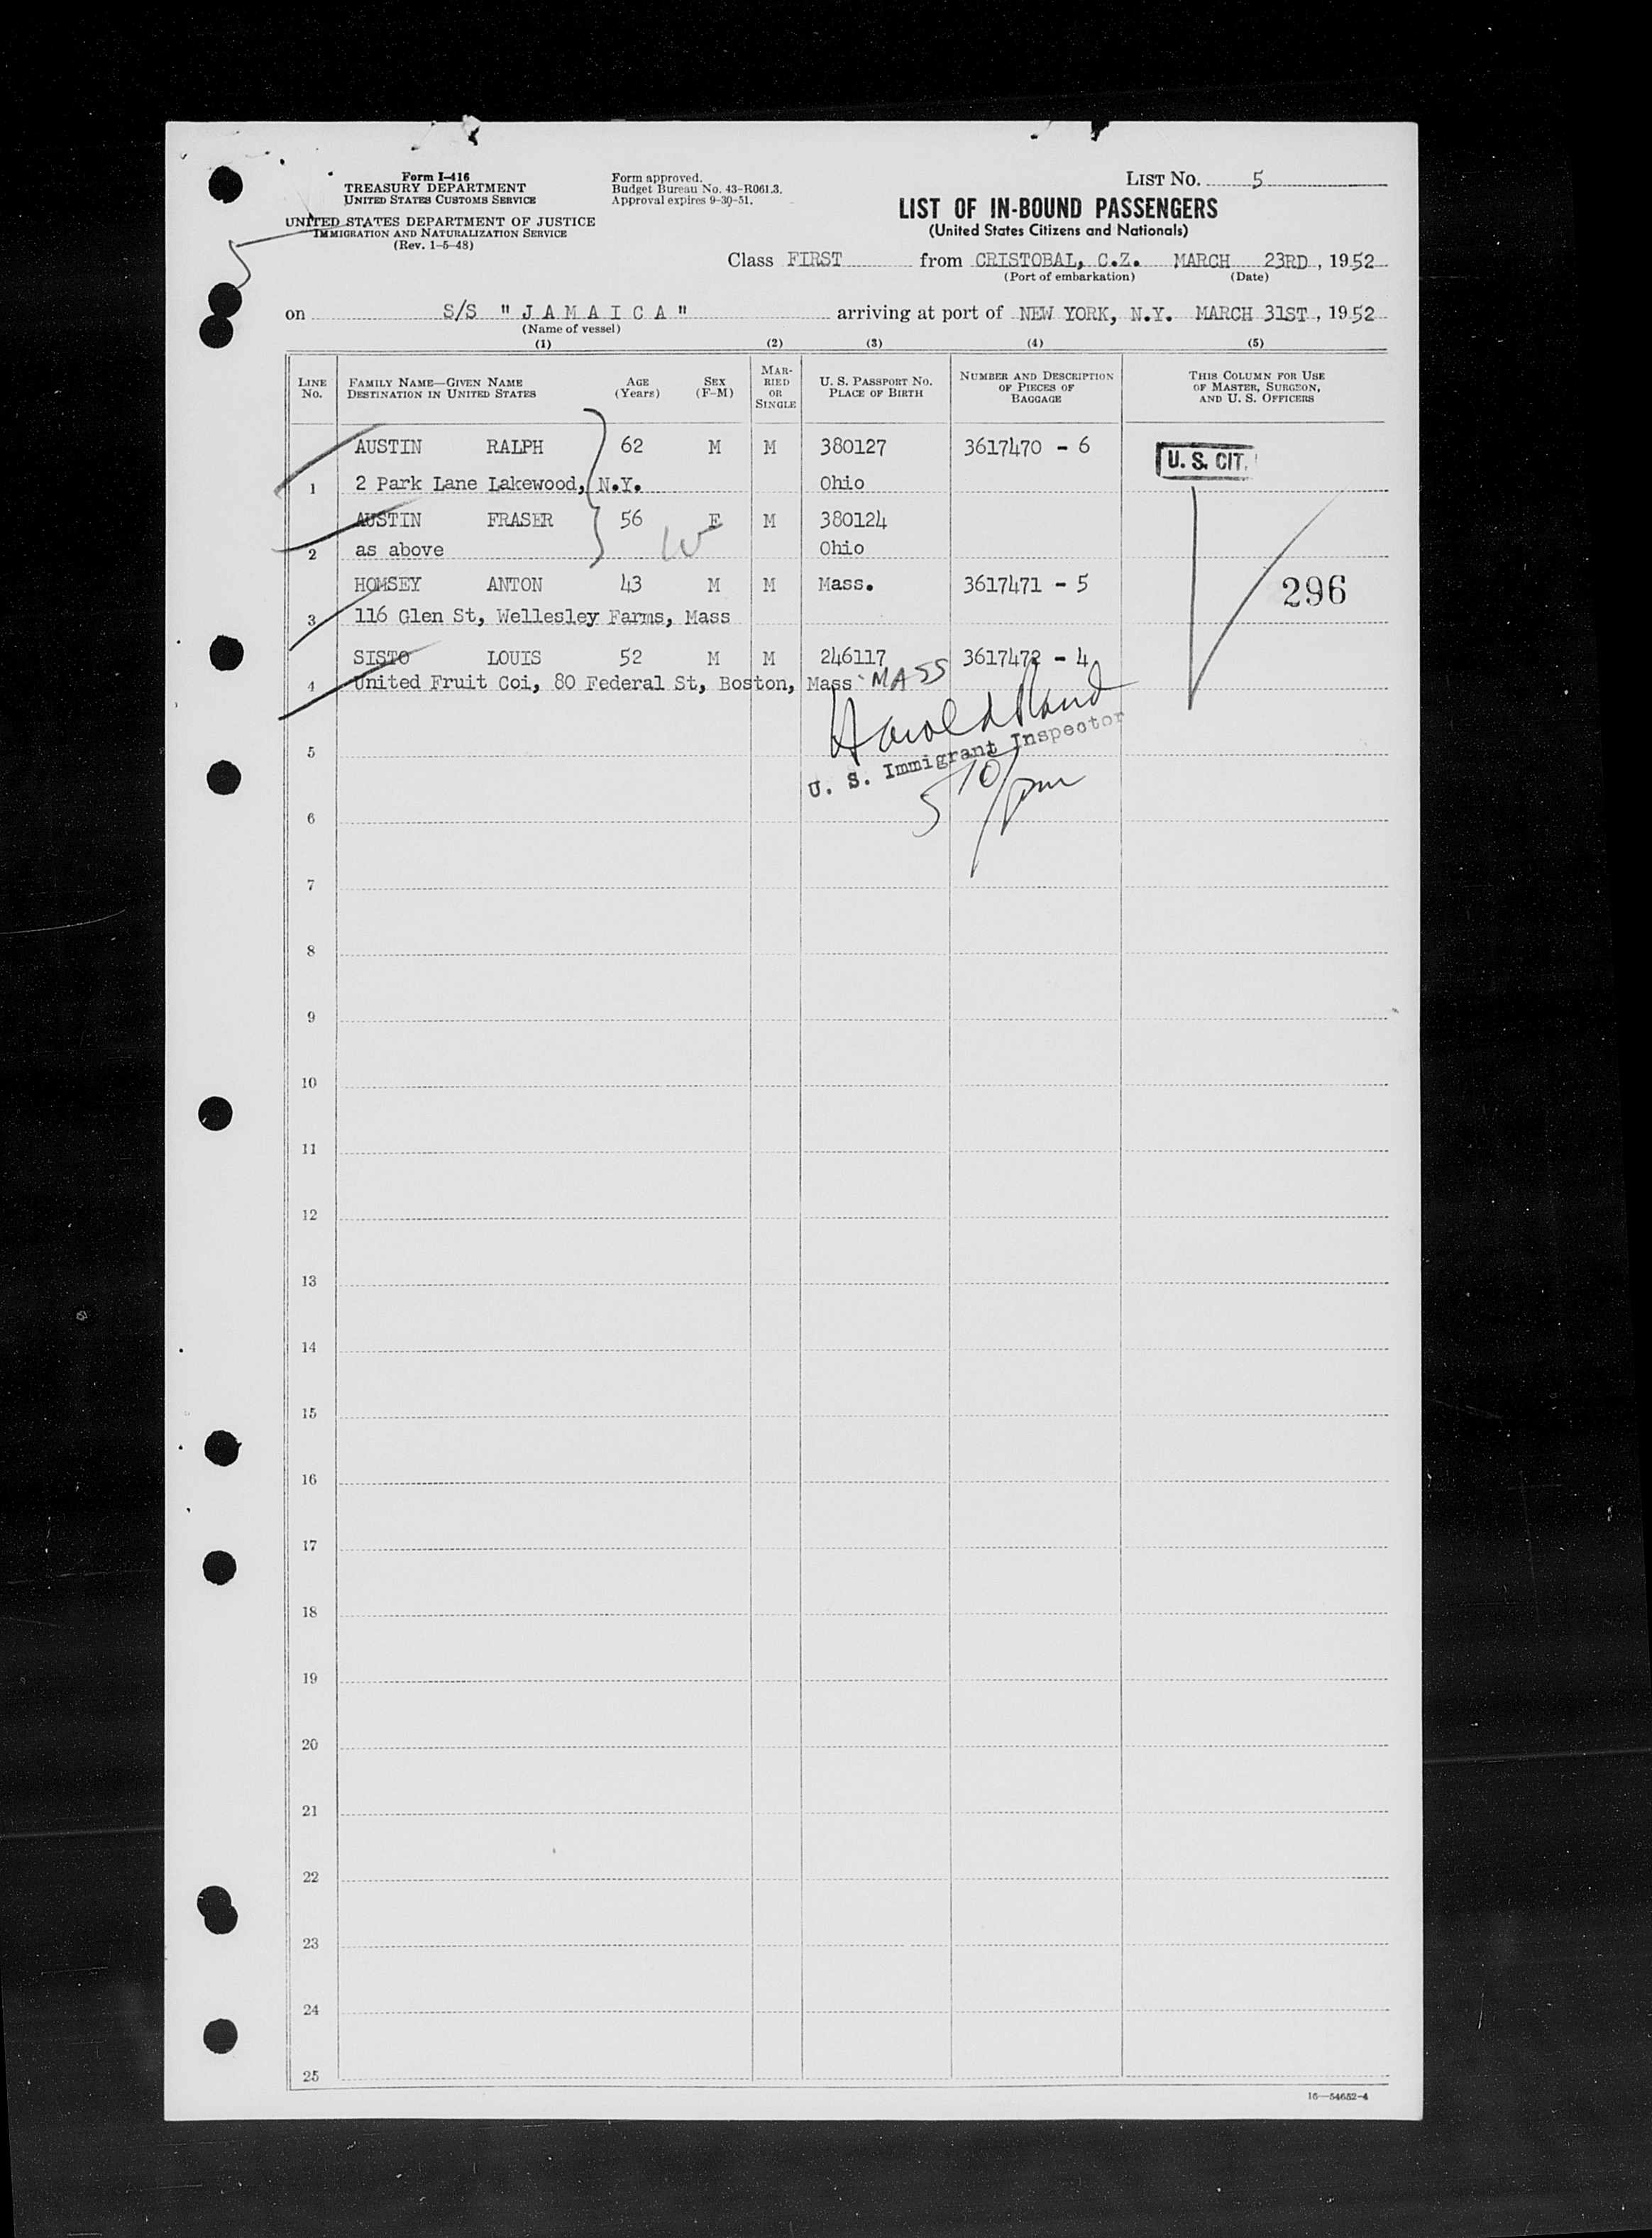 Form I-416
TREASURY DEPARTMENT
UNITED STATES CUSTOMS SERVICE
UNITED STATES DEPARTMENT OF JUSTICE
IMMIGRATION AND NATURALIZATION SERVICE
(Rev. 1-5-48)
Form approved.
Budget Bureau No. 43-R061.3.
Approval expires 9-30-51.
LIST NO. 5
LIST OF IN-BOUND PASSENGERS
(United States Citizens and Nationals)
Class FIRST from CRISTOBAL, C.Z. MARCH 23RD, 1952
(Port of embarkation) (Date)
on S/S "J A M A I C A" arriving at port of NEW YORK, N.Y. MARCH 31ST, 1952
(Name of vessel)
(1) (2) (3) (4) (5)
LINE NO. FAMILY NAME—GIVEN NAME DESTINATION IN UNITED STATES AGE (Years) SEX (F-M) MARRIED OR SINGLE U. S. PASSPORT NO. PLACE OF BIRTH NUMBER AND DESCRIPTION OF PIECES OF BAGGAGE THIS COLUMN FOR USE OF MASTER, SURGEON, AND U. S. OFFICERS
AUSTIN RALPH 62 M M 380127 3617470 - 6 U. S. CIT.
1 2 Park Lane Lakewood, N.Y. Ohio
AUSTIN FRASER 56 F M 380124
2 as above Ohio
HOMSEY ANTON 43 M M Mass. 3617471 - 5 296
3 116 Glen St, Wellesley Farms, Mass
SISTO LOUIS 52 M M 246117 3617472 - 4
4 United Fruit Coi, 80 Federal St, Boston, Mass MASS
Harold Rand
U. S. Immigrant Inspector
5
510/pm
6
7
8
9
10
11
12
13
14
15
16
17
18
19
20
21
22
23
24
25
16—54652-4